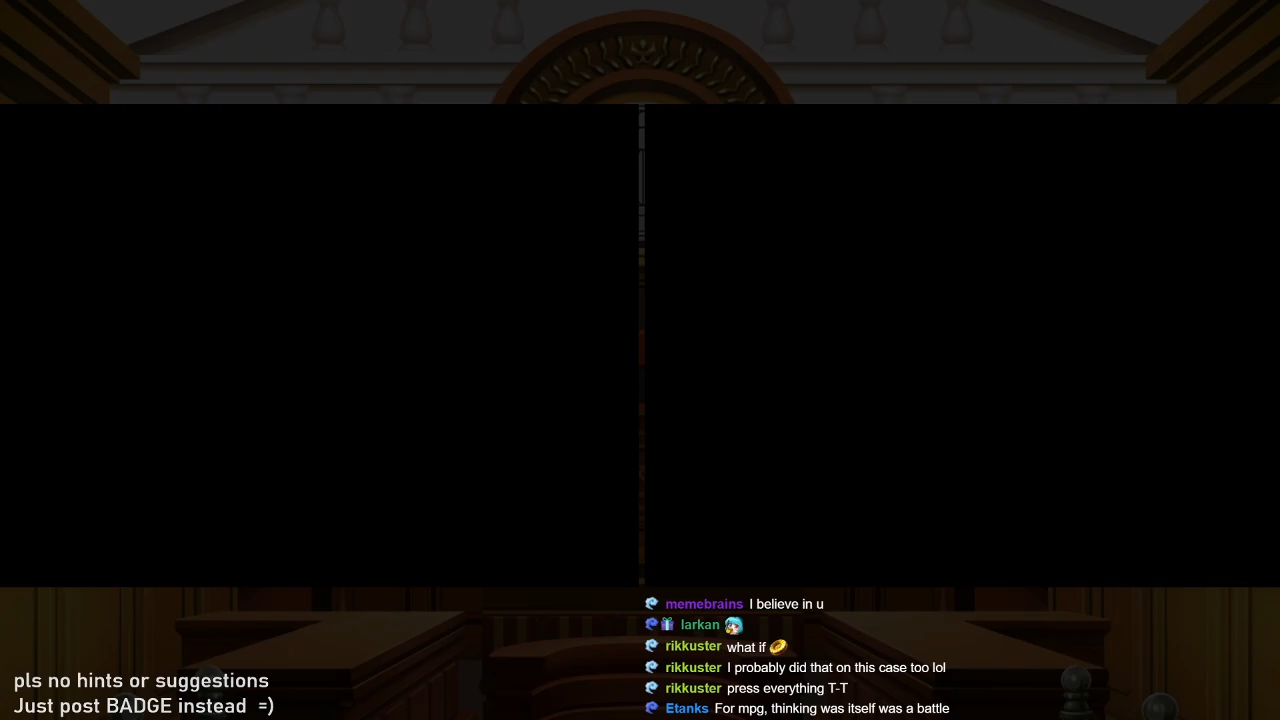 memebrains I believe in u
larkan
rikkuster what if
rikkuster I probably did that on this case too lol
rikkuster press everything T-T
Etanks For mpg, thinking was itself was a battle
pls no hints or suggestions
Just post BADGE instead =)